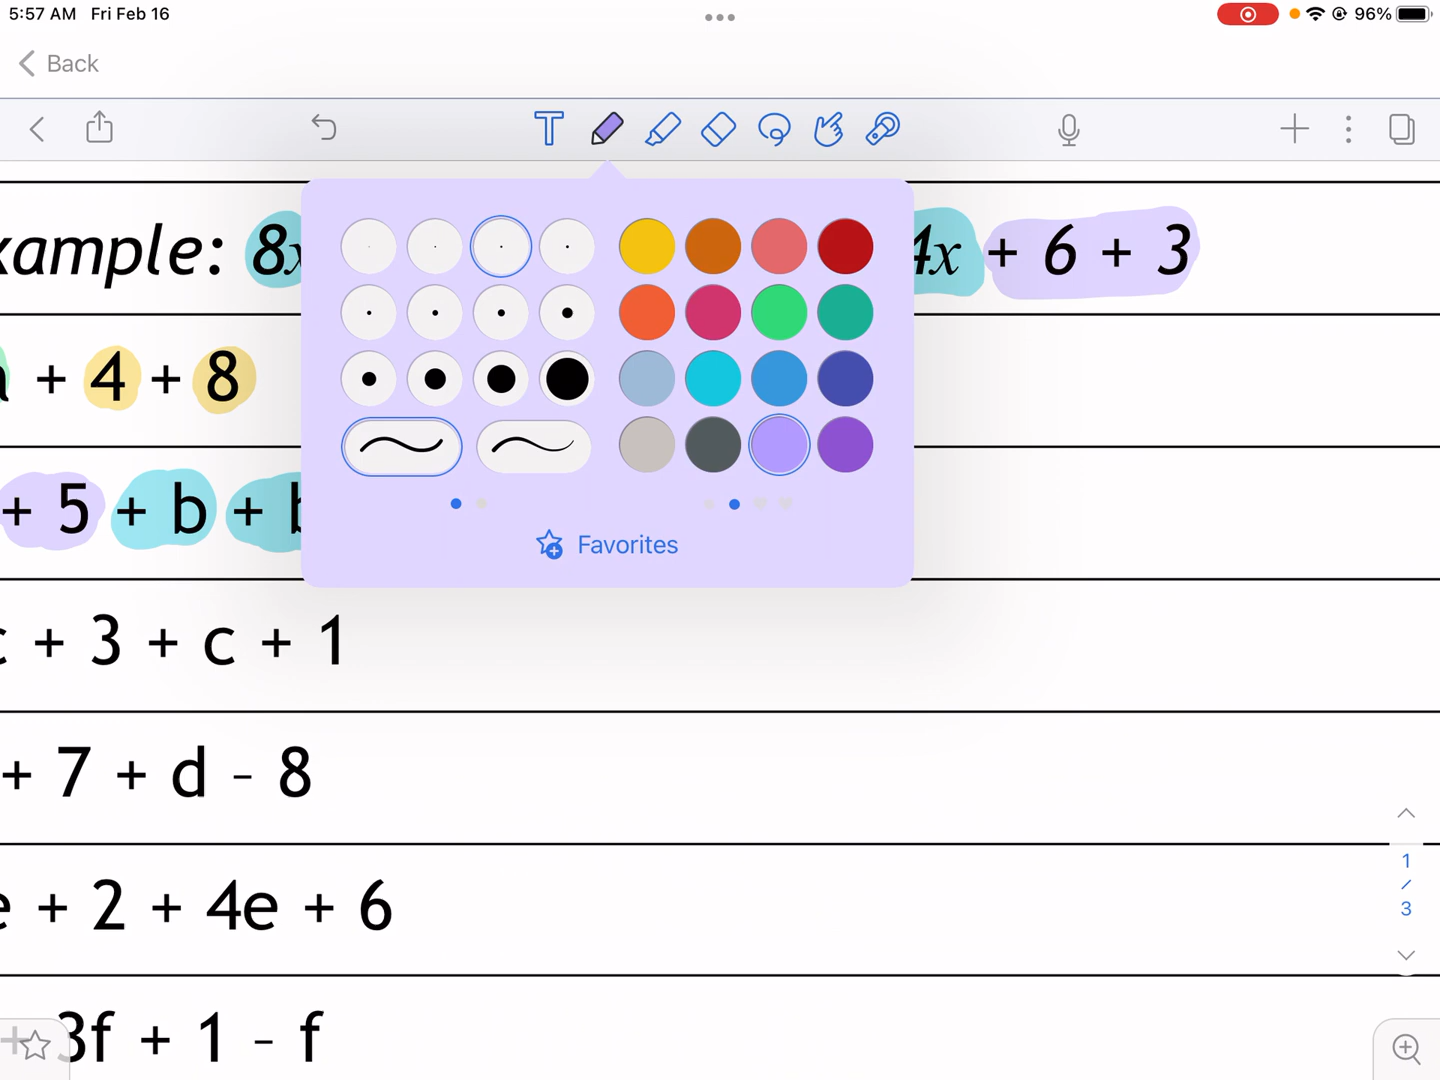 5:57 AM Fri Feb 16 96%
Back
T
xample: 8x 4x + 6 + 3
+ 4 + 8
+ 5 + b +
Favorites
+ 3 + c + 1
+ 7 + d - 8
1
/
3
e + 2 + 4e + 6
3f + 1 - f